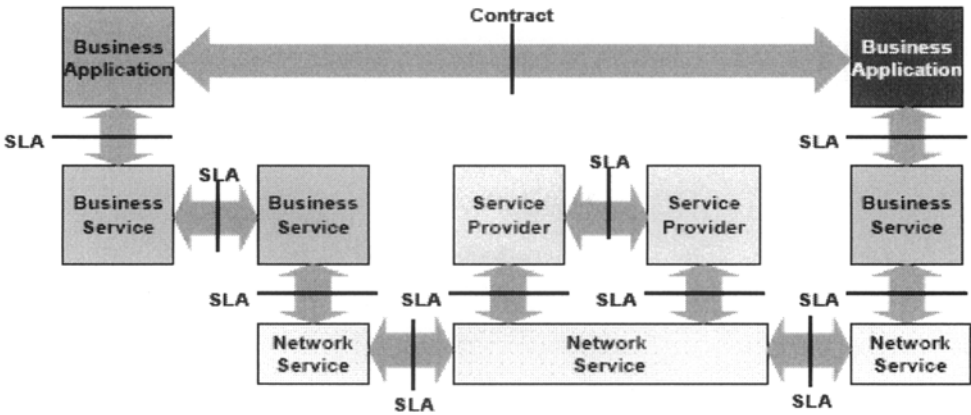 Contract
Business
Application
Business
Application
SLA
SLA
SLA
SLA
Business
Service
Business
Service
Service
Provider
Service
Provider
Business
Service
SLA
SLA
SLA
SLA
Network
Service
Network
Service
Network
Service
SLA
SLA